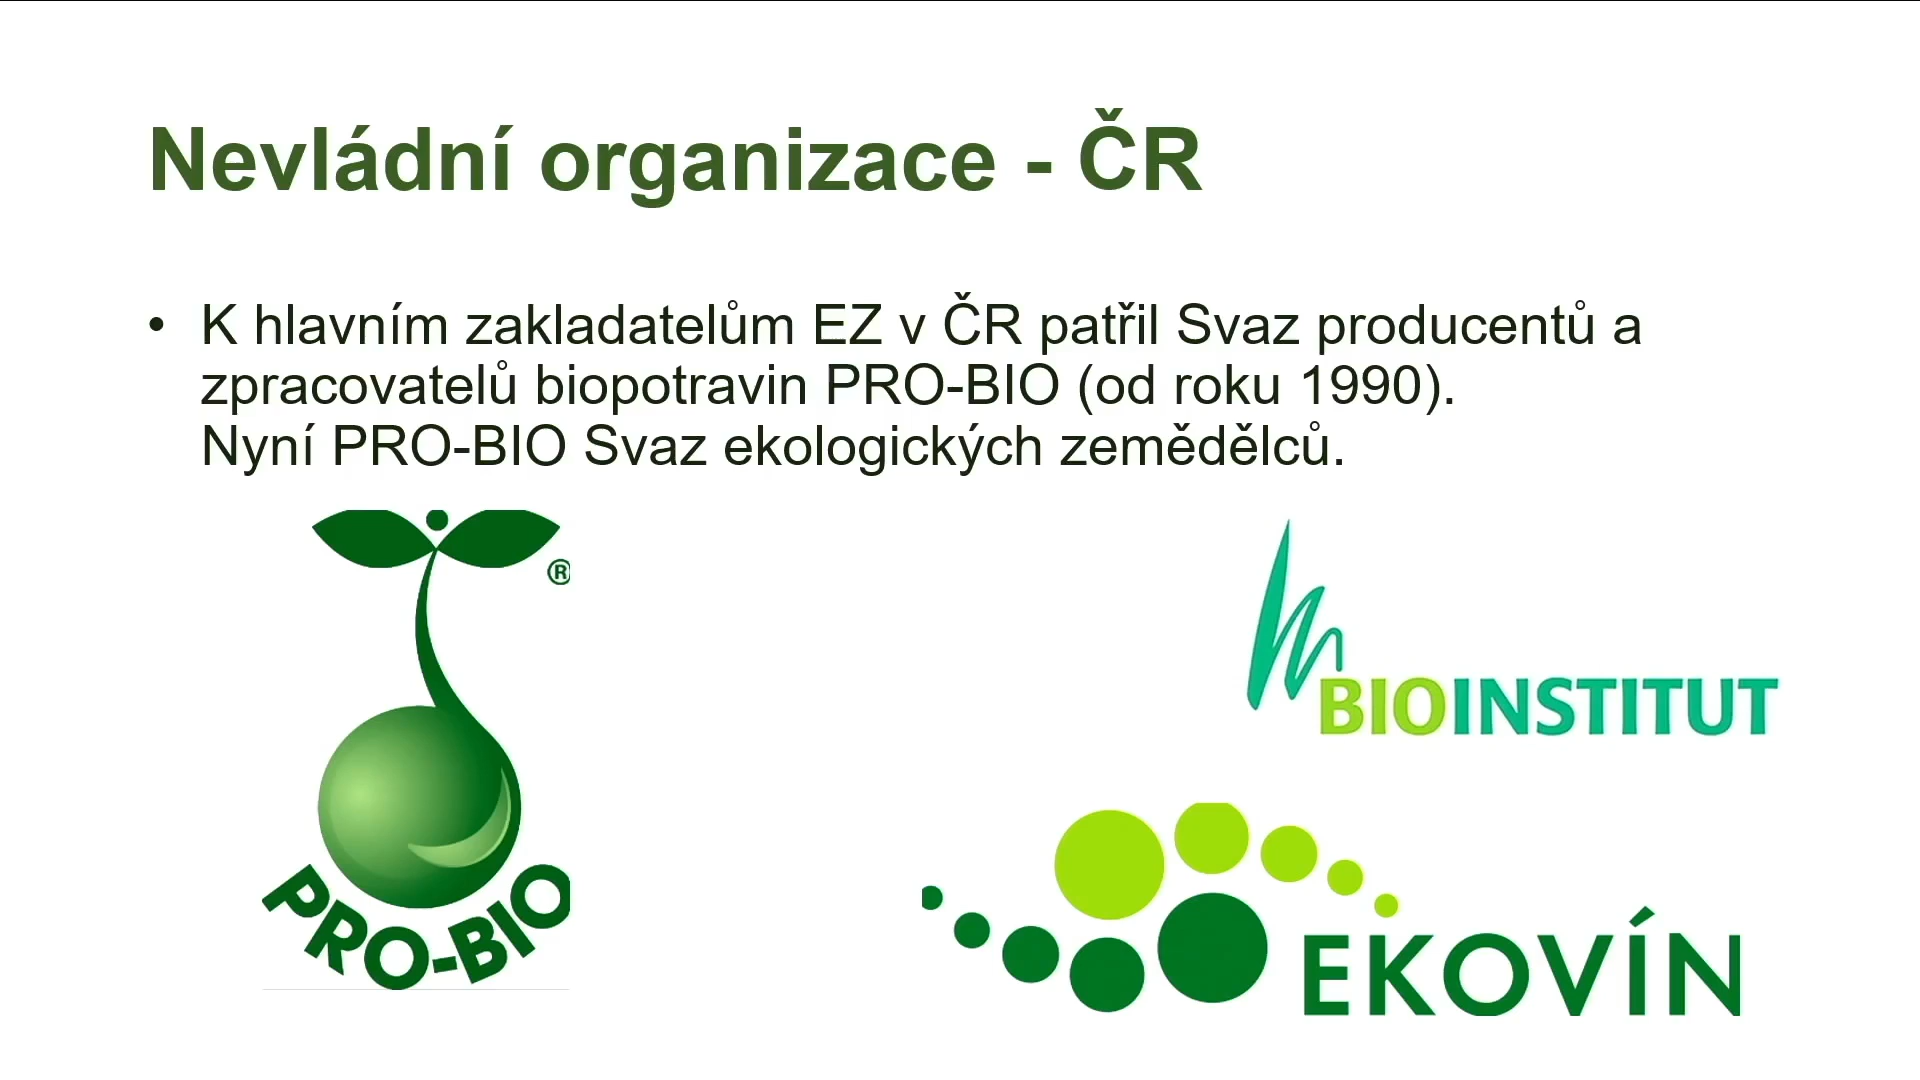 Nevládní organizace - ČR
• K hlavním zakladatelům EZ v ČR patřil Svaz producentů a
zpracovatelů biopotravin PRO-BIO (od roku 1990).
Nyní PRO-BIO Svaz ekologických zemědělců.
®
PRO-BIO
BIOINSTITUT
EKOVÍN